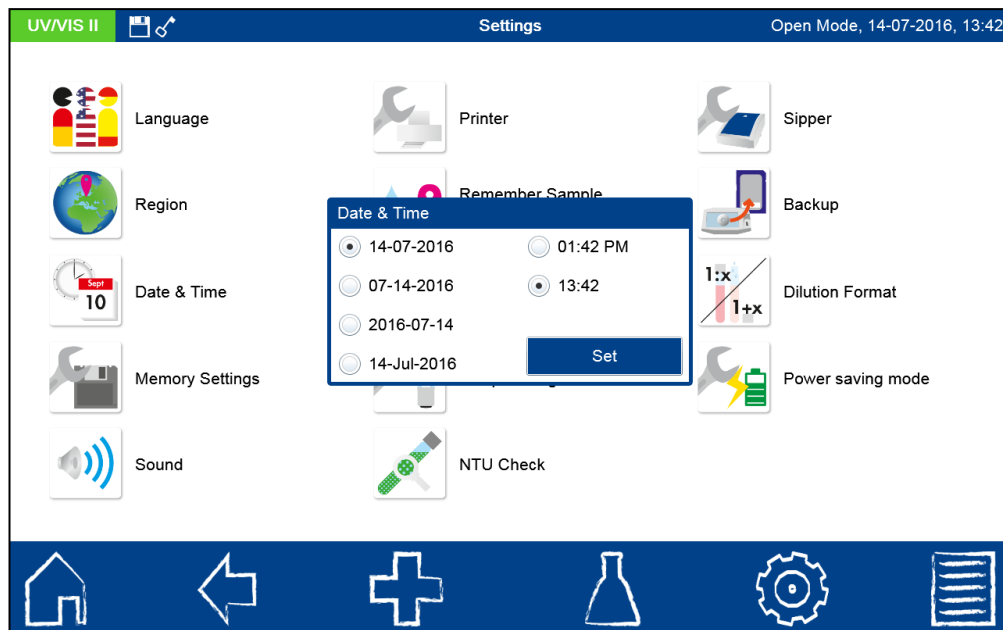 UV/VIS II
Settings
Open Mode, 14-07-2016, 13:42
Language
Printer
Sipper
Region
Remember Sample
Backup
Date & Time
14-07-2016
01:42 PM
07-14-2016
13:42
2016-07-14
14-Jul-2016
Set
Sept
10
Date & Time
1:x
1+x
Dilution Format
Memory Settings
Power saving mode
Sound
NTU Check